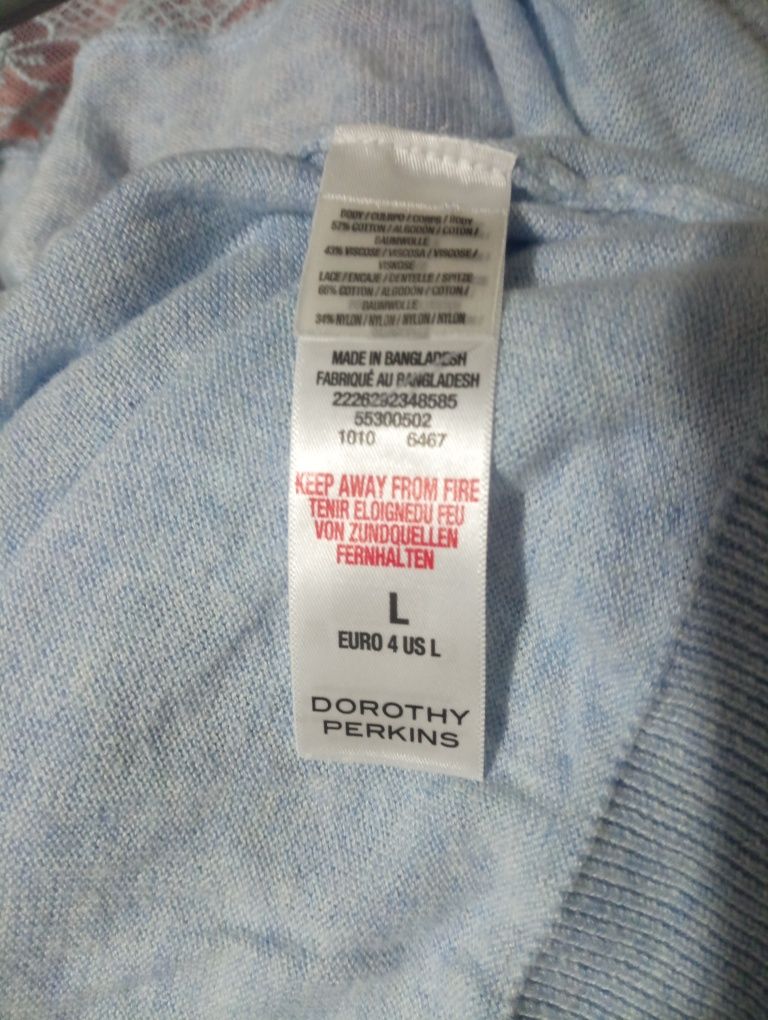 BODY / CUERPO / CORPS / BODY
57% COTTON / ALGODÓN / COTON /
BAUMWOLLE
43% VISCOSE / VISCOSA / VISCOSE /
VISKOSE
LACE / ENCAJE / DENTELLE / SPITZE
66% COTTON / ALGODÓN / COTON /
BAUMWOLLE
34% NYLON / NYLON / NYLON / NYLON
MADE IN BANGLADESH
FABRIQUÉ AU BANGLADESH
2226292348585
55300502
1010 6467
KEEP AWAY FROM FIRE
TENIR ELOIGNEDU FEU
VON ZUNDQUELLEN
FERNHALTEN
L
EURO 4 US L
DOROTHY
PERKINS